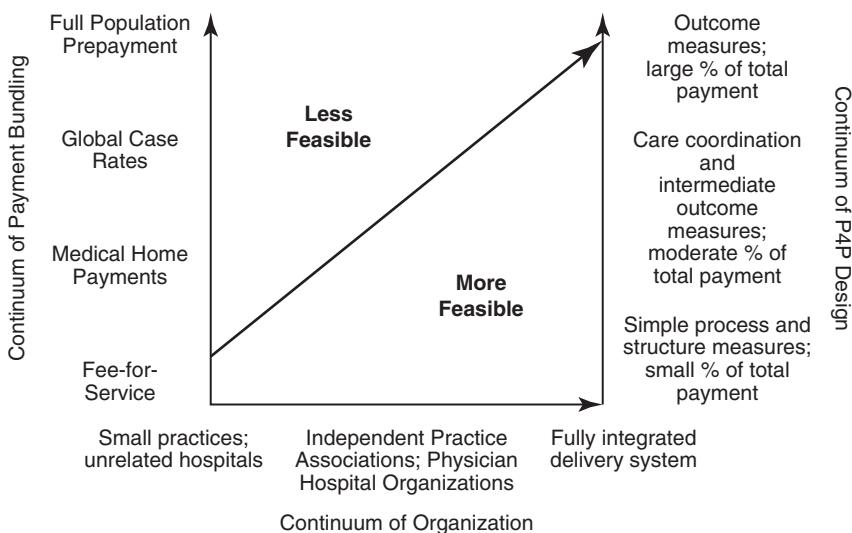 Continuum of Payment Bundling
Full Population
Prepayment
Global Case
Rates
Medical Home
Payments
Fee-for-
Service
Less
Feasible
More
Feasible
Outcome
measures;
large % of total
payment
Care coordination
and
intermediate
outcome
measures;
moderate % of
total payment
Simple process and
structure measures;
small % of total
payment
Continuum of P4P Design
Small practices;
unrelated hospitals
Independent Practice
Associations; Physician
Hospital Organizations
Fully integrated
delivery system
Continuum of Organization